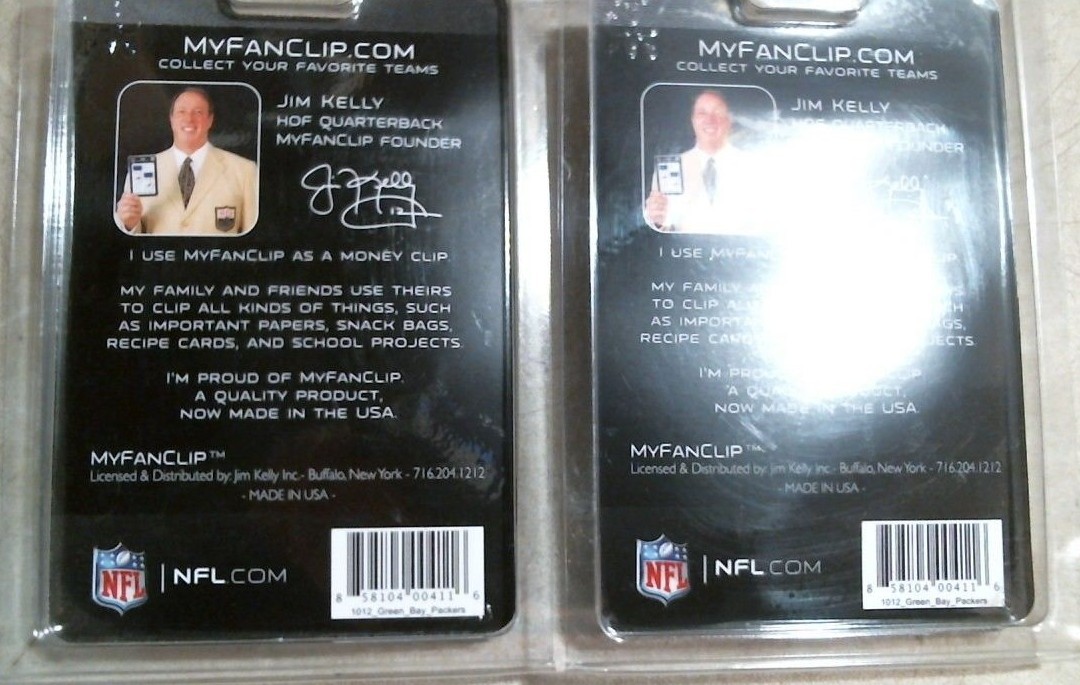 MyFanClip.com
Collect your favorite teams
Jim Kelly
HOF Quarterback
MyFanClip Founder
Jim Kelly
12
I use MyFanClip as a money clip.
My family and friends use theirs
to clip all kinds of things, such
as important papers, snack bags,
recipe cards, and school projects.
I'm proud of MyFanClip.
A quality product,
now made in the USA.
MyFanClip™
Licensed & Distributed by: Jim Kelly Inc.- Buffalo, New York - 716.204.1212
- MADE IN USA -
NFL | NFL.COM
8 58104 00411 6
1012_Green_Bay_Packers
MyFanClip.com
Collect your favorite teams
Jim Kelly
HOF Quarterback
Founder
Kelly
I use
My family
to clip
as
recipe
I'm
A
now made in the USA.
MyFanClip™
Licensed & Distributed by: Jim Kelly Inc.- Buffalo, New York - 716.204.1212
- MADE IN USA -
NFL | NFL.COM
8 58104 00411 6
1012_Green_Bay_Packers